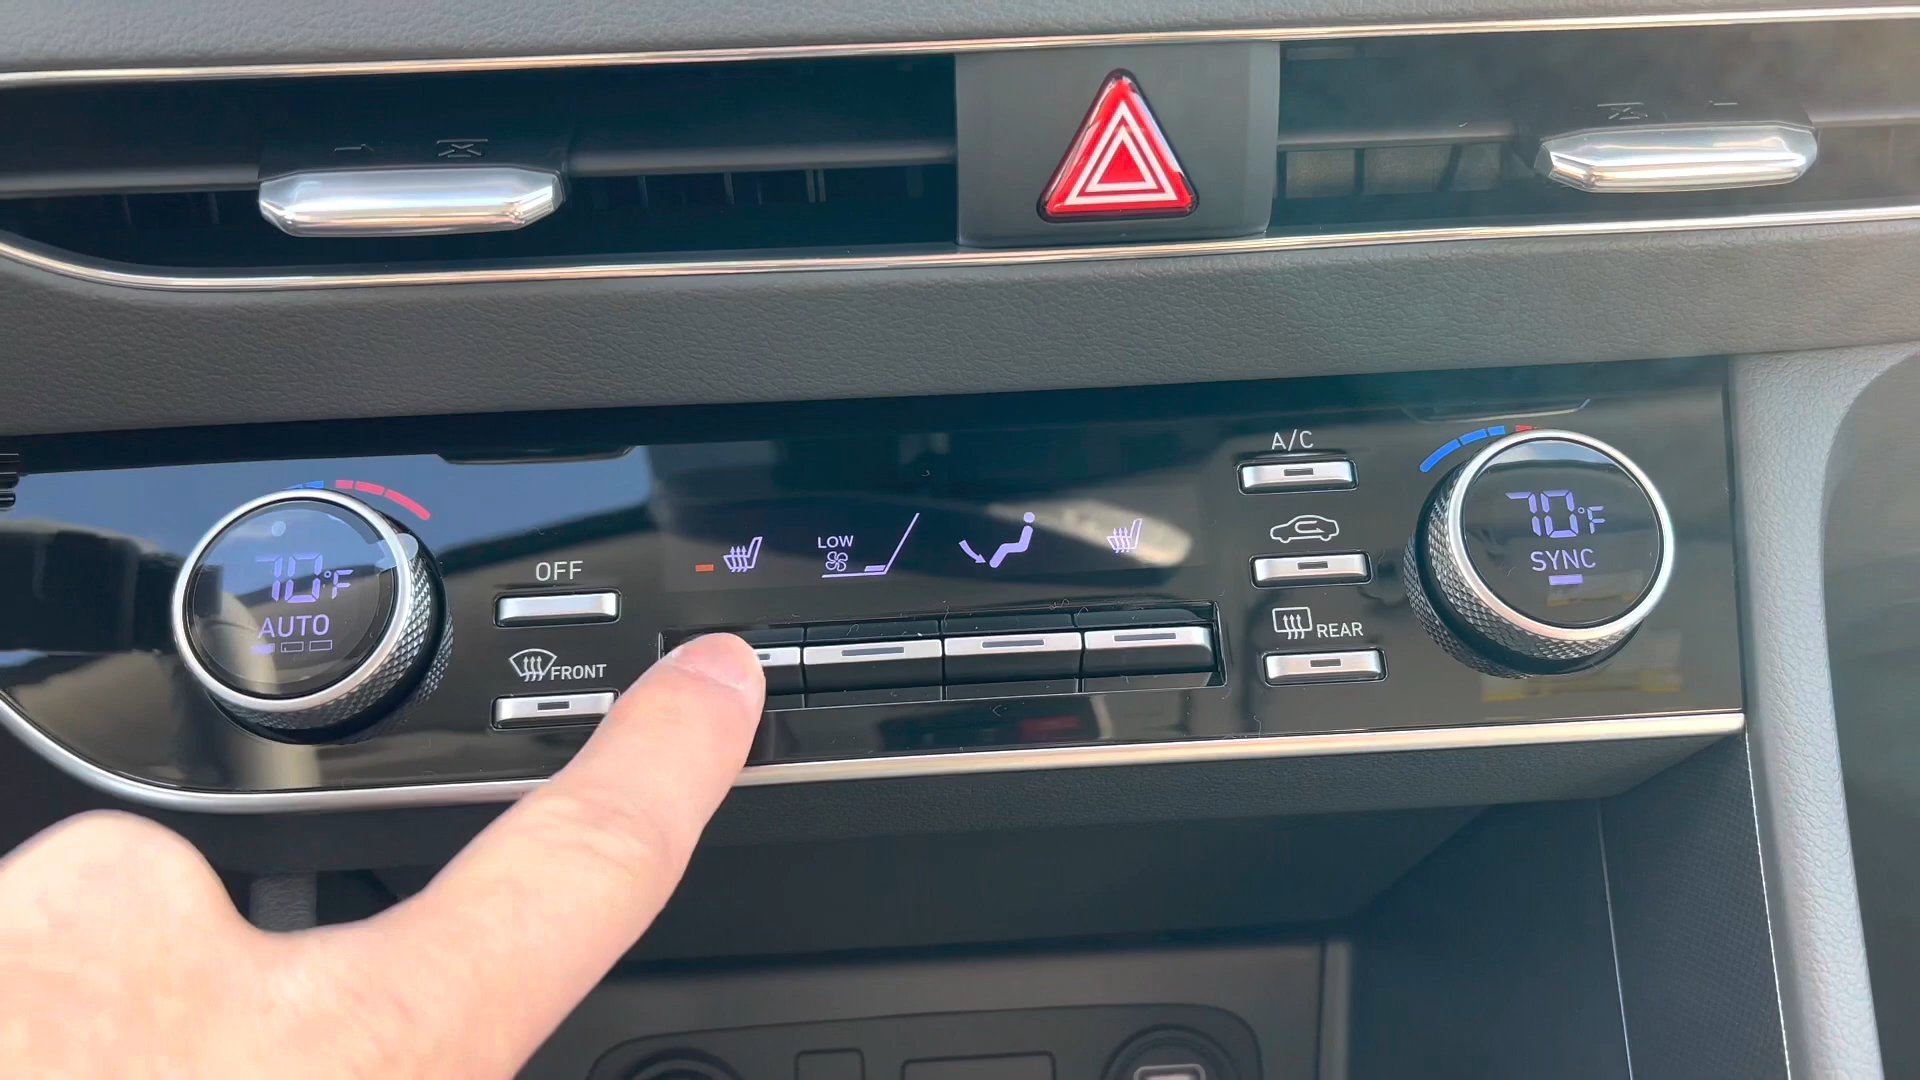 70°F
AUTO
OFF
FRONT
LOW
A/C
REAR
70°F
SYNC